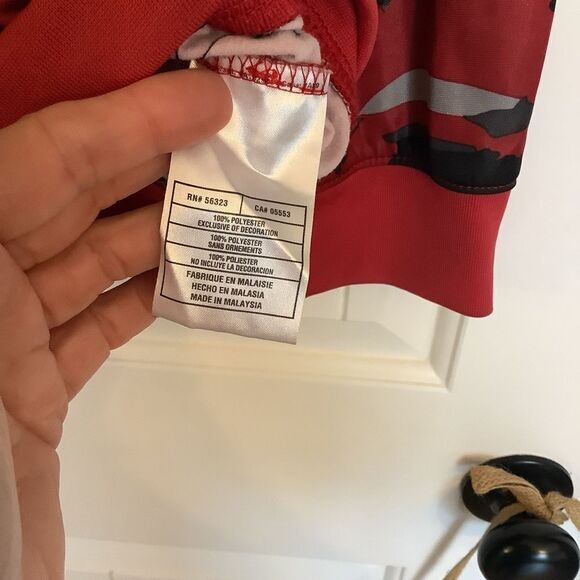 RN# 56323 CA# 05553
100% POLYESTER
EXCLUSIVE OF DECORATION
100% POLYESTER
SANS ORNEMENTS
100% POLIESTER
NO INCLUYE LA DECORACION
FABRIQUE EN MALAISIE
HECHO EN MALASIA
MADE IN MALAYSIA